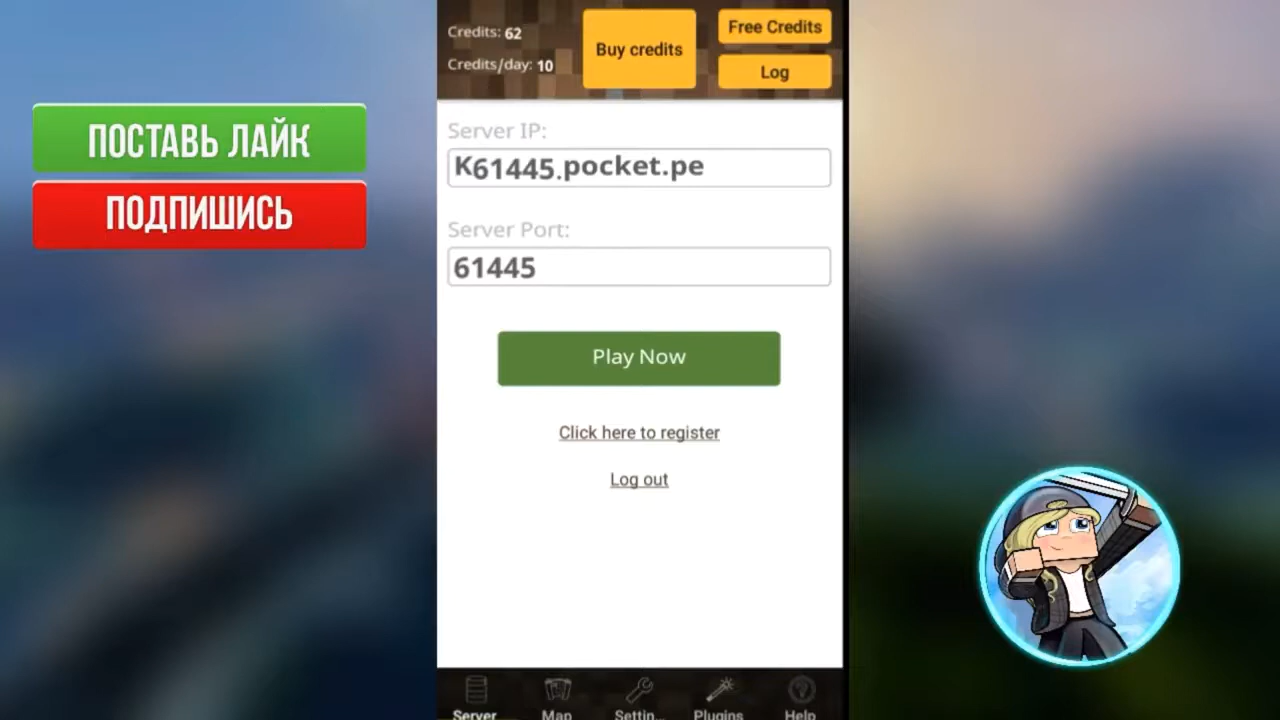 ПОСТАВЬ ЛАЙК
ПОДПИШИСЬ
Credits: 62
Credits/day: 10
Buy credits
Free Credits
Log
Server IP:
K61445.pocket.pe
Server Port:
61445
Play Now
Click here to register
Log out
Server
Map
Settin...
Plugins
Help